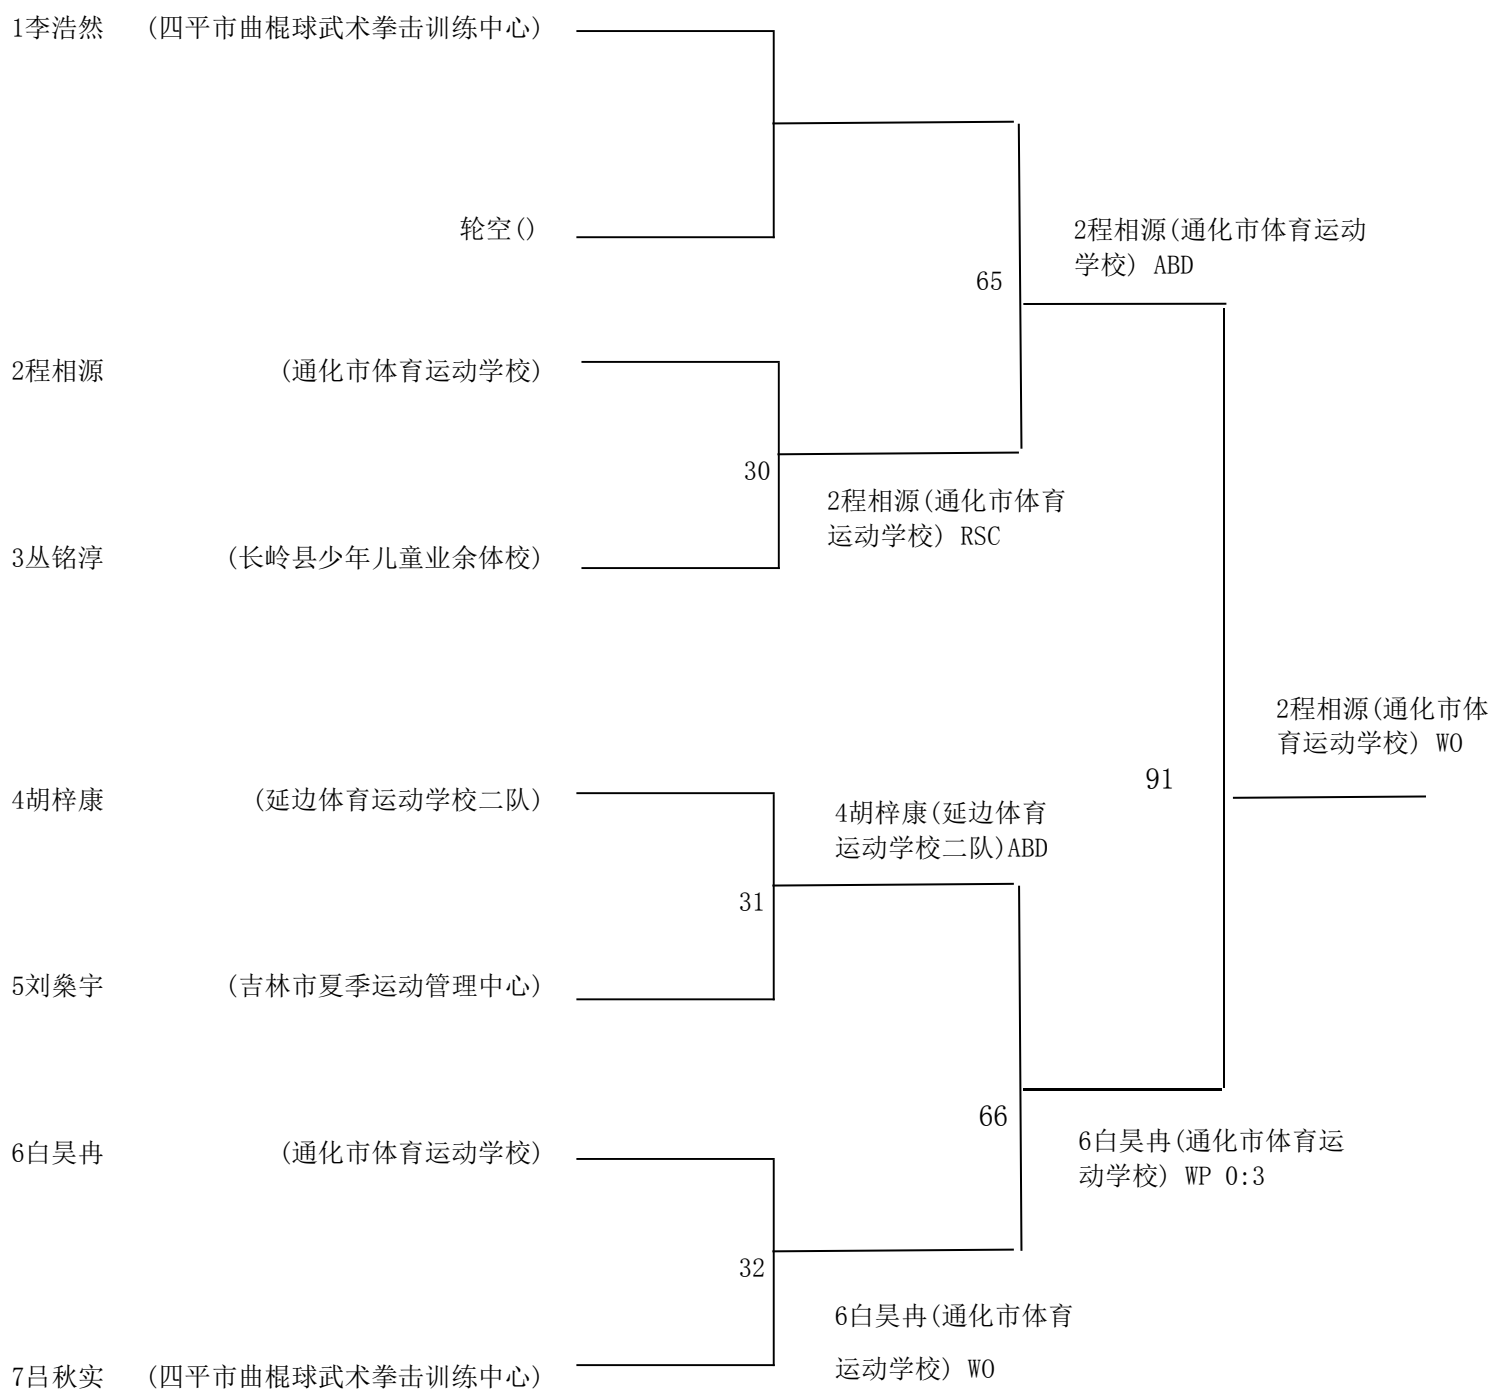 1李浩然 (四平市曲棍球武术拳击训练中心)
轮空()
2程相源(通化市体育运动
学校) ABD
65
2程相源 (通化市体育运动学校)
30
2程相源(通化市体育
运动学校) RSC
3丛铭淳 (长岭县少年儿童业余体校)
2程相源(通化市体
育运动学校) WO
91
4胡梓康 (延边体育运动学校二队)
4胡梓康(延边体育
运动学校二队)ABD
31
5刘燊宇 (吉林市夏季运动管理中心)
66
6白昊冉 (通化市体育运动学校)
6白昊冉(通化市体育运
动学校) WP 0:3
32
6白昊冉(通化市体育
运动学校) WO
7吕秋实 (四平市曲棍球武术拳击训练中心)